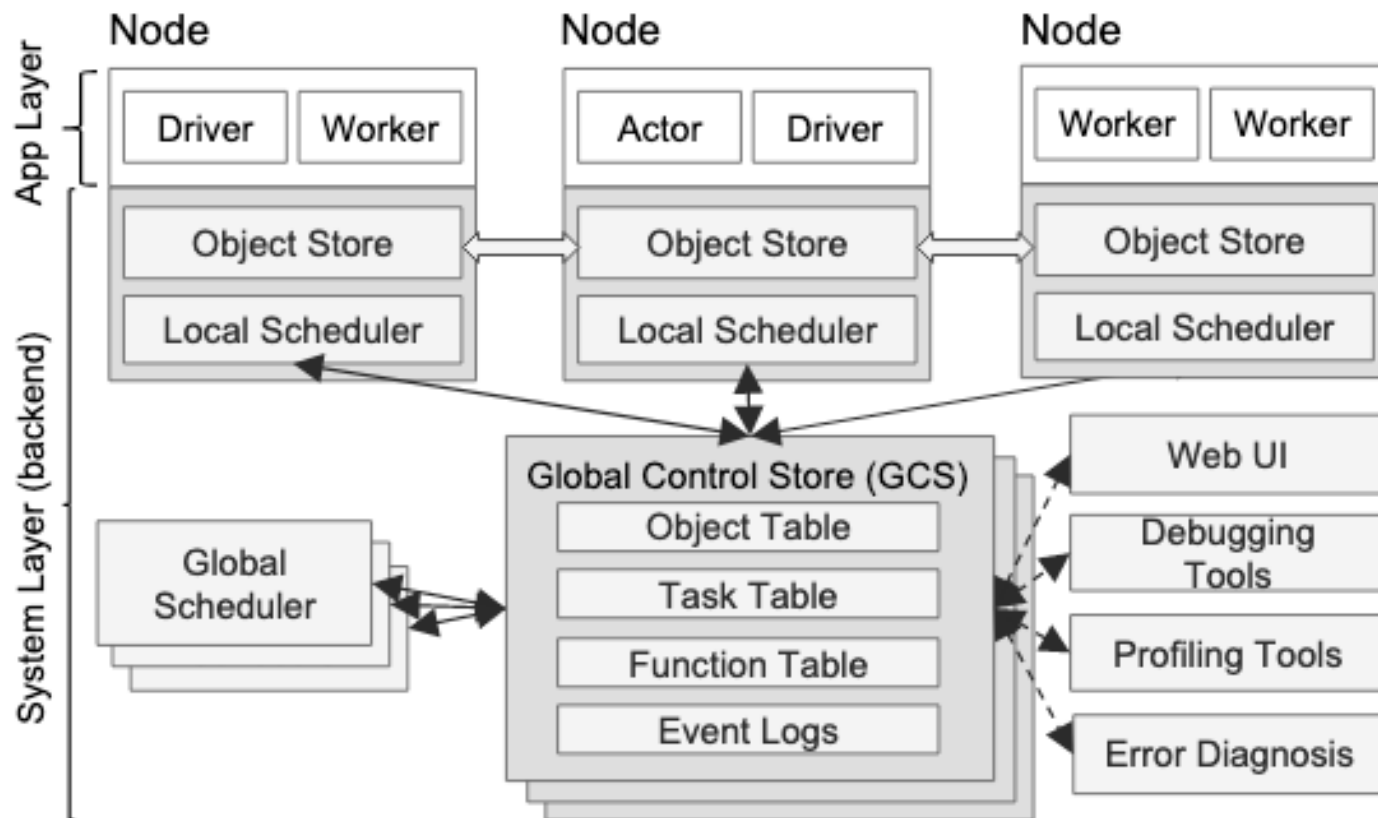 Node
Node
Node
App Layer
Driver
Worker
Actor
Driver
Worker
Worker
Object Store
Object Store
Object Store
Local Scheduler
Local Scheduler
Local Scheduler
System Layer (backend)
Global Control Store (GCS)
Object Table
Task Table
Function Table
Event Logs
Global
Scheduler
Web UI
Debugging
Tools
Profiling Tools
Error Diagnosis